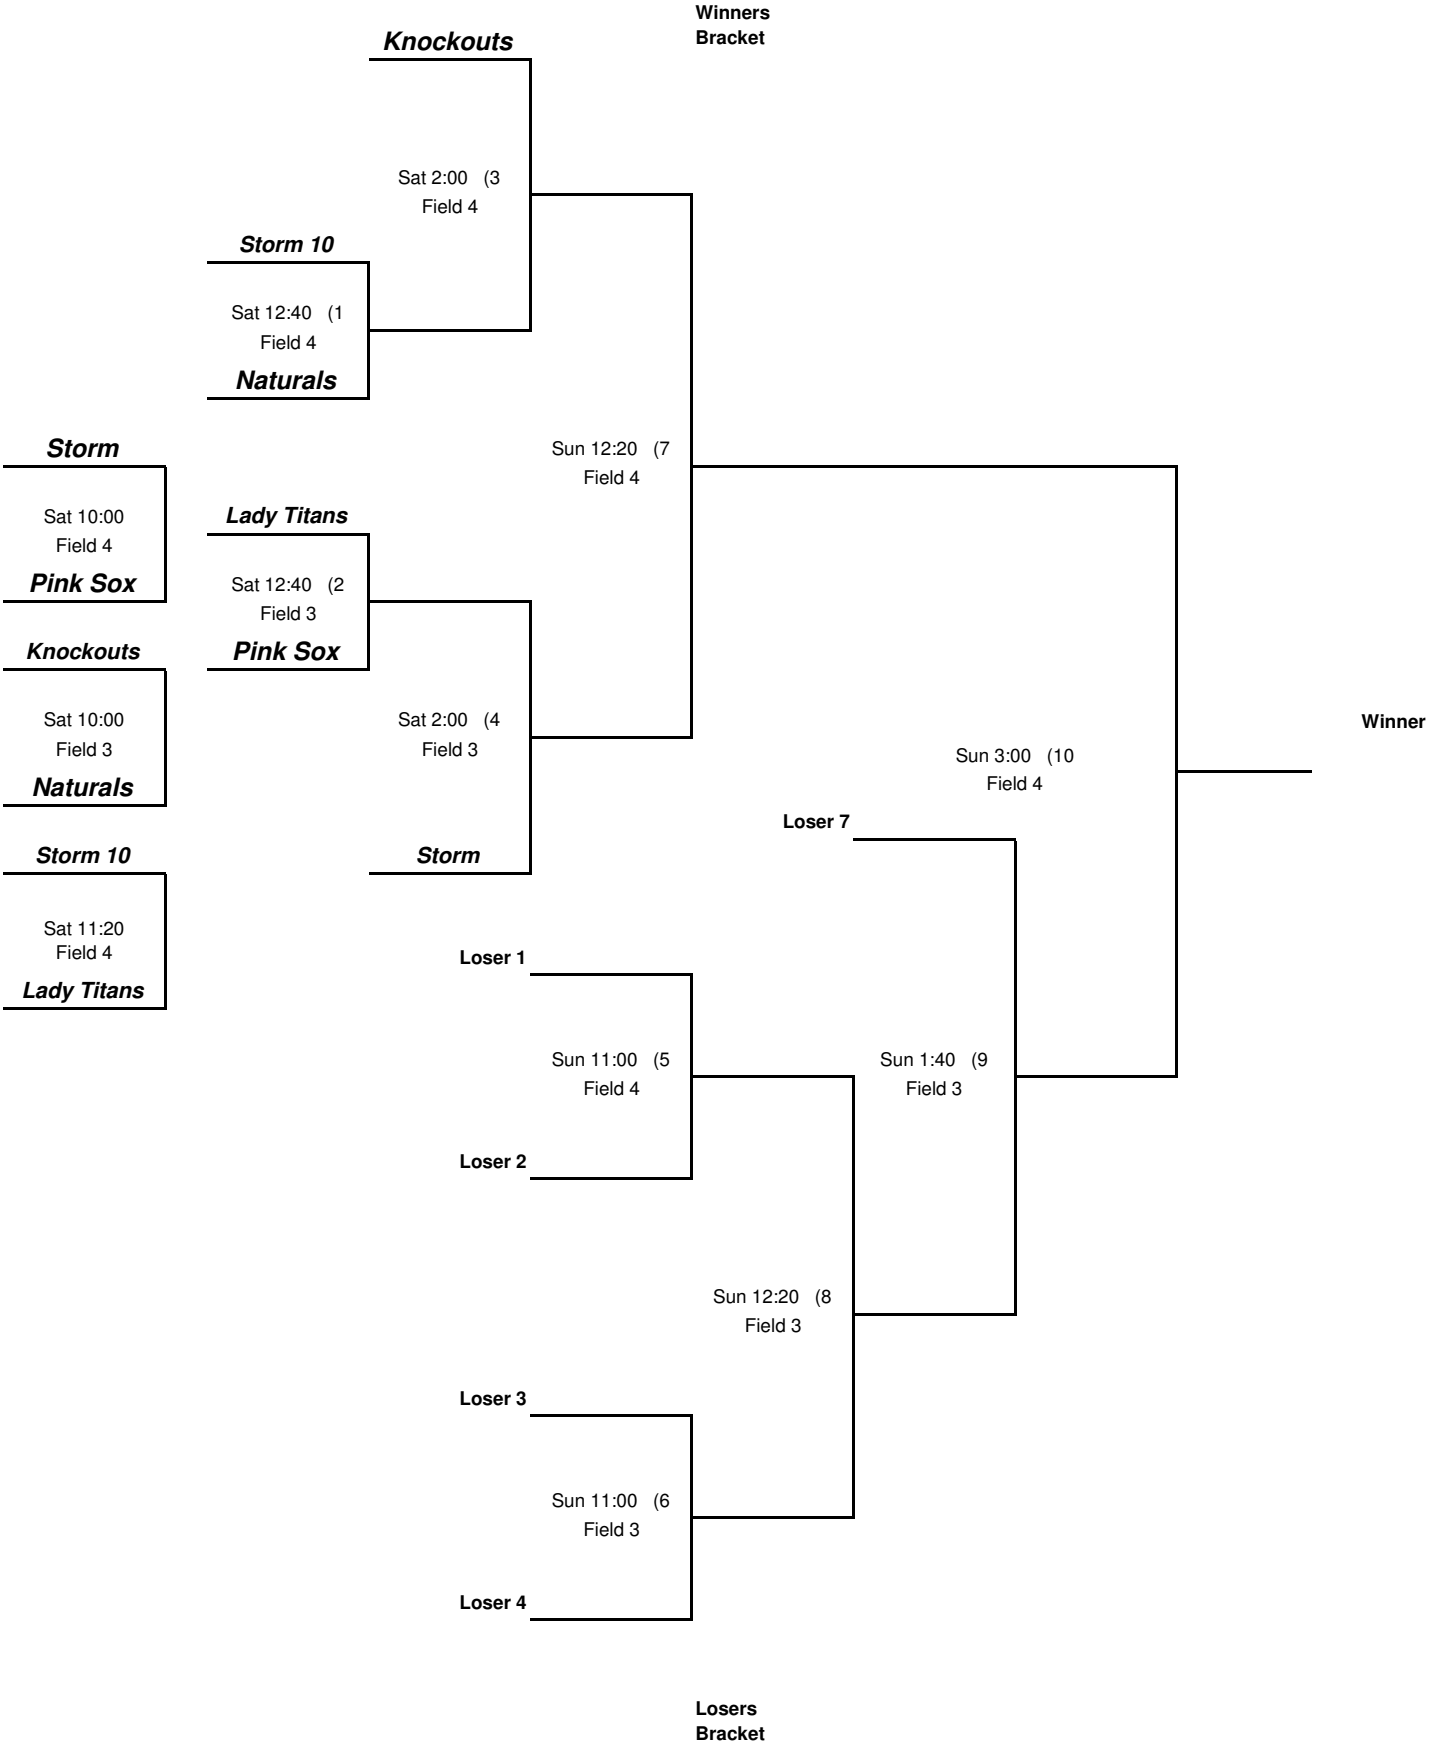 Winners
Bracket
Knockouts
Sat 2:00 (3
Field 4
Storm 10
Sat 12:40 (1
Field 4
Naturals
Storm
Sat 10:00
Field 4
Pink Sox
Sun 12:20 (7
Field 4
Lady Titans
Sat 12:40 (2
Field 3
Pink Sox
Knockouts
Sat 10:00
Field 3
Naturals
Sat 2:00 (4
Field 3
Winner
Sun 3:00 (10
Field 4
Loser 7
Storm 10
Sat 11:20
Field 4
Lady Titans
Storm
Loser 1
Sun 11:00 (5
Field 4
Sun 1:40 (9
Field 3
Loser 2
Sun 12:20 (8
Field 3
Loser 3
Sun 11:00 (6
Field 3
Loser 4
Losers
Bracket